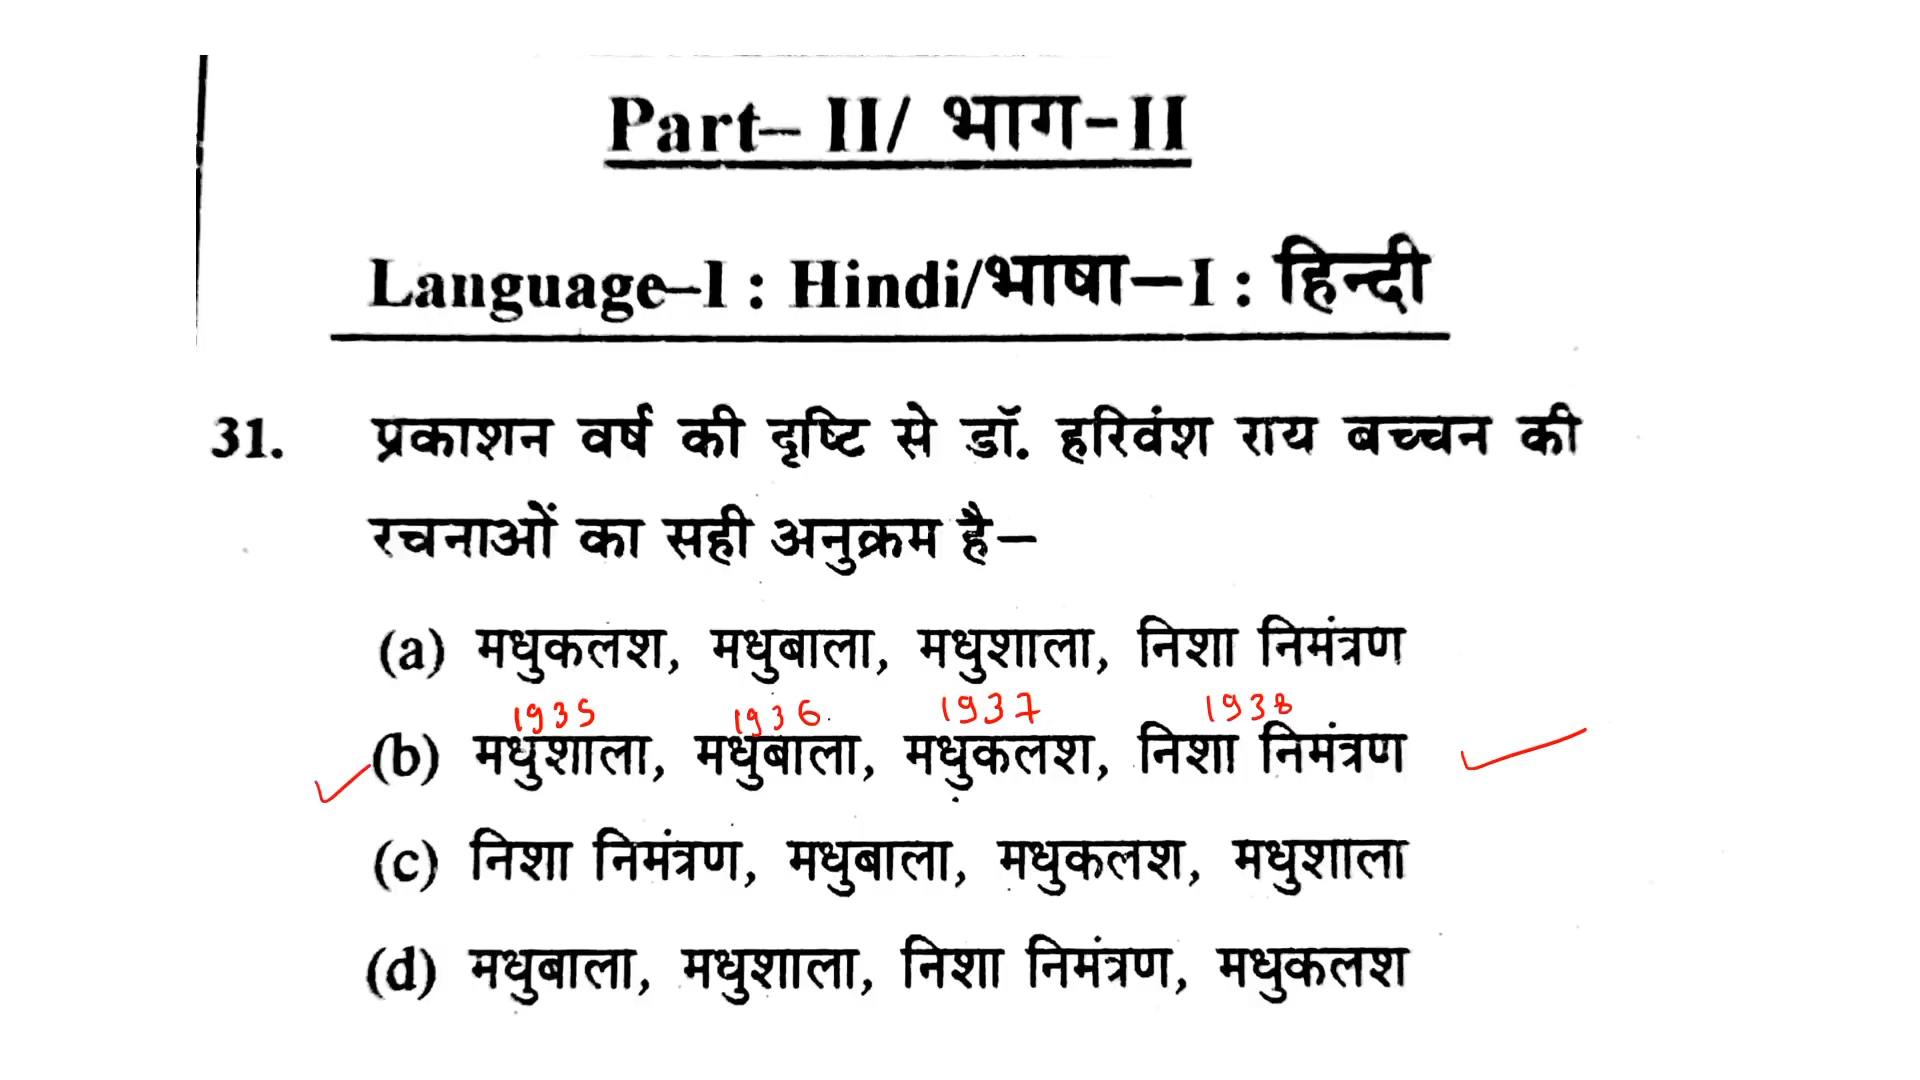 Part– II/ भाग-II
Language–I : Hindi/भाषा–I : हिन्दी
31. प्रकाशन वर्ष की दृष्टि से डॉ. हरिवंश राय बच्चन की
रचनाओं का सही अनुक्रम है–
(a) मधुकलश, मधुबाला, मधुशाला, निशा निमंत्रण
1935 1936 1937 1938
(b) मधुशाला, मधुबाला, मधुकलश, निशा निमंत्रण
(c) निशा निमंत्रण, मधुबाला, मधुकलश, मधुशाला
(d) मधुबाला, मधुशाला, निशा निमंत्रण, मधुकलश